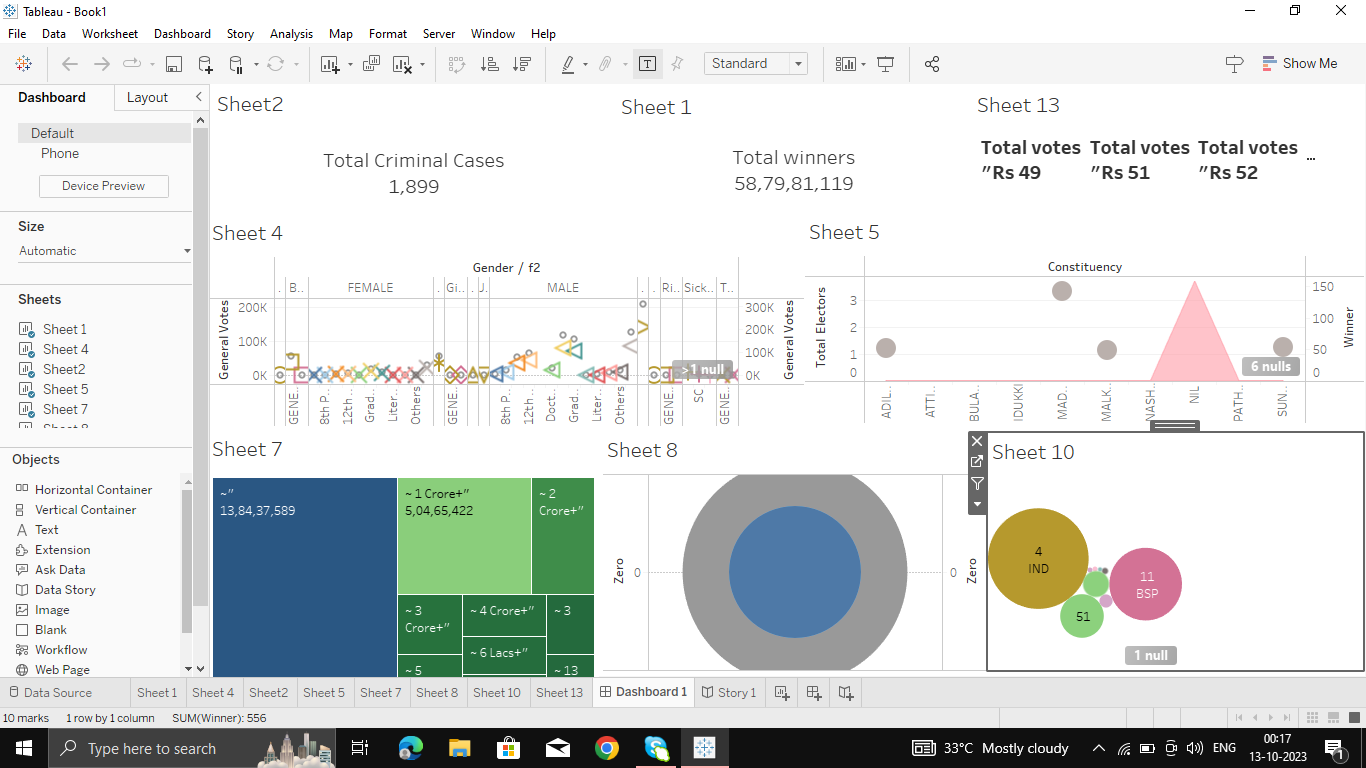 Tableau - Book1
File Data Worksheet Dashboard Story Analysis Map Format Server Window Help
Standard
Show Me
Dashboard Layout
Default
Phone
Device Preview
Size
Automatic
Sheets
Sheet 1
Sheet 4
Sheet2
Sheet 5
Sheet 7
Objects
Horizontal Container
Vertical Container
Text
Extension
Ask Data
Data Story
Image
Blank
Workflow
Web Page
Sheet2
Total Criminal Cases
1,899
Sheet 1
Total winners
58,79,81,119
Sheet 13
Total votes Total votes Total votes ...
"Rs 49 "Rs 51 "Rs 52
Sheet 4
Gender / f2
. B.. FEMALE . Gi.. . J. MALE . . Ri.. Sick.. T..
General Votes
200K
100K
0K
300K
200K
100K
0K
General Votes
>1 null
GENE..
8th P..
12th..
Grad..
Liter..
Others
GENE..
8th P..
12th..
Doct..
Grad..
Liter..
Others
GENE..
SC
GENE..
Sheet 5
Constituency
Total Electors
3
2
1
0
150
100
50
0
Winner
6 nulls
ADIL..
ATTI..
BULA..
IDUKKI
MAD..
MALK..
NASH..
NIL
PATH..
SUN..
Sheet 7
~"
13,84,37,589
~ 1 Crore+"
5,04,65,422
~ 2
Crore+"
~ 3
Crore+"
~ 4 Crore+"
~ 3
~ 6 Lacs+"
~ 5
~ 13
Sheet 8
Zero
0
0
Zero
Sheet 10
4
IND
11
BSP
51
1 null
Data Source Sheet 1 Sheet 4 Sheet2 Sheet 5 Sheet 7 Sheet 8 Sheet 10 Sheet 13 Dashboard 1 Story 1
10 marks 1 row by 1 column SUM(Winner): 556
Type here to search
33°C Mostly cloudy
ENG
00:17
13-10-2023
1